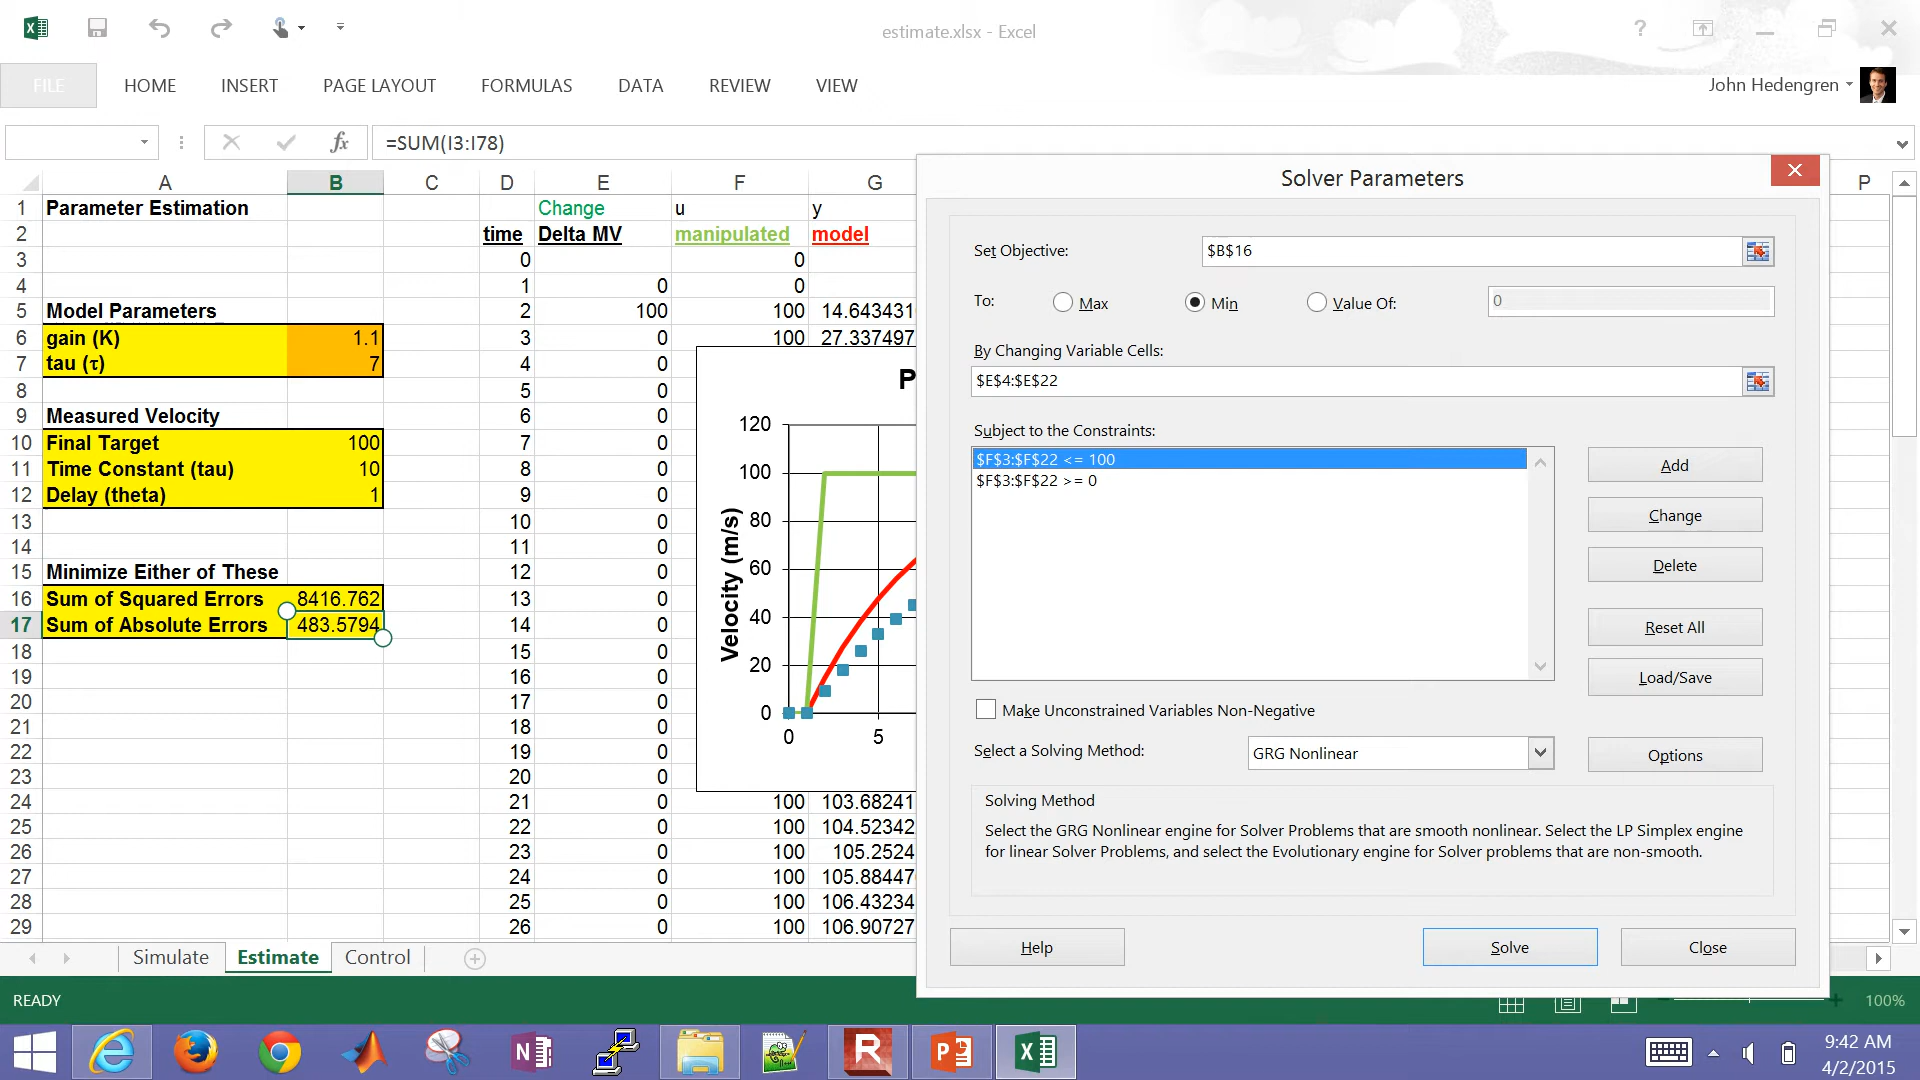 estimate.xlsx - Excel
?
FILE HOME INSERT PAGE LAYOUT FORMULAS DATA REVIEW VIEW
John Hedengren
fx =SUM(I3:I78)
A B C D E F G P
1 Parameter Estimation Change u y
2 time Delta MV manipulated model
3 0 0
4 1 0 0
5 Model Parameters 2 100 100 14.643431
6 gain (K) 1.1 3 0 100 27.337497
7 tau (τ) 7 4 0
8 5 0
9 Measured Velocity 6 0
10 Final Target 100 7 0
11 Time Constant (tau) 10 8 0
12 Delay (theta) 1 9 0
13 10 0
14 11 0
15 Minimize Either of These 12 0
16 Sum of Squared Errors 8416.762 13 0
17 Sum of Absolute Errors 483.5794 14 0
18 15 0
19 16 0
20 17 0
21 18 0
22 19 0
23 20 0
24 21 0 100 103.68241
25 22 0 100 104.52342
26 23 0 100 105.2524
27 24 0 100 105.88447
28 25 0 100 106.43234
29 26 0 100 106.90727
P
120
100
80
60
40
20
0
Velocity (m/s)
0 5
Solver Parameters
Set Objective: $B$16
To: Max Min Value Of: 0
By Changing Variable Cells:
$E$4:$E$22
Subject to the Constraints:
$F$3:$F$22 <= 100
$F$3:$F$22 >= 0
Add
Change
Delete
Reset All
Load/Save
Make Unconstrained Variables Non-Negative
Select a Solving Method: GRG Nonlinear Options
Solving Method
Select the GRG Nonlinear engine for Solver Problems that are smooth nonlinear. Select the LP Simplex engine
for linear Solver Problems, and select the Evolutionary engine for Solver problems that are non-smooth.
Help Solve Close
Simulate Estimate Control
READY 100%
N R P X
9:42 AM
4/2/2015